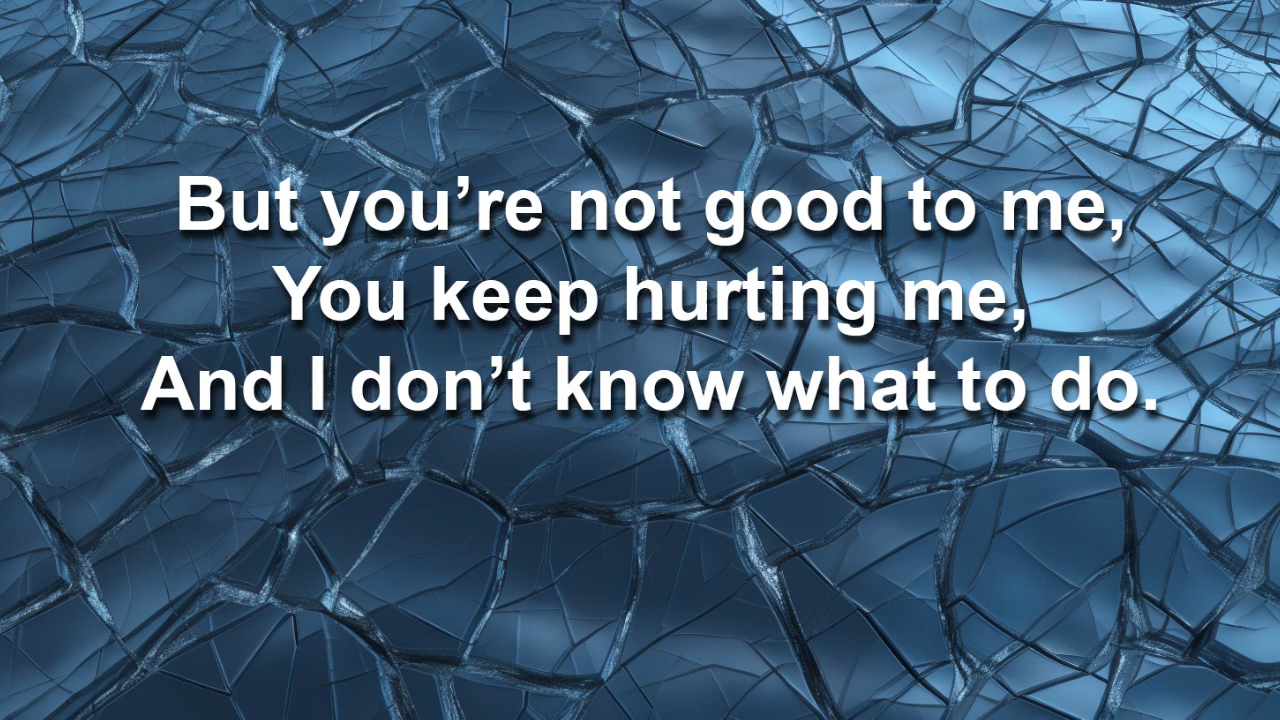 But you’re not good to me,
You keep hurting me,
And I don’t know what to do.